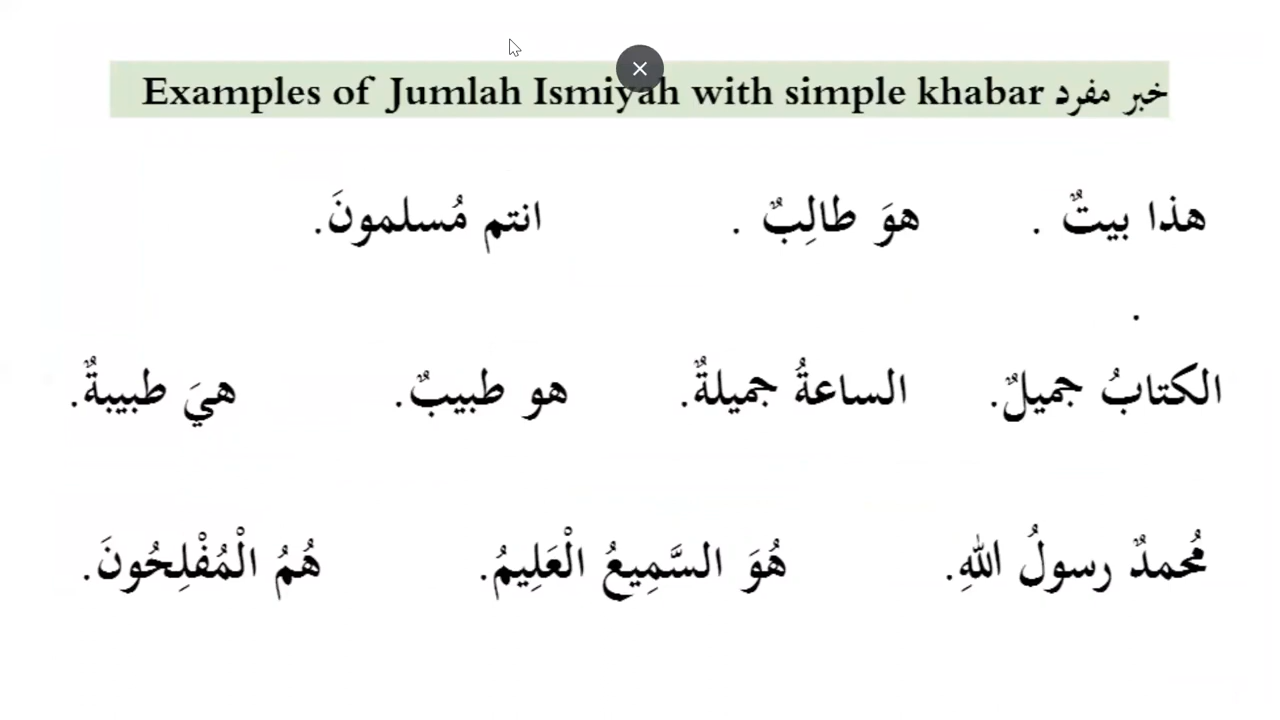 Examples of Jumlah Ismiyah with simple khabar خبر مفرد
هذا بيتٌ . هوَ طالِبٌ . انتم مُسلمونَ.
.
الكتابُ جميلٌ. الساعةُ جميلةٌ. هو طبيبٌ. هيَ طبيبةٌ.
مُحمدٌ رسولُ اللهِ. هُوَ السَّمِيعُ الْعَلِيمُ. هُمُ الْمُفْلِحُونَ.